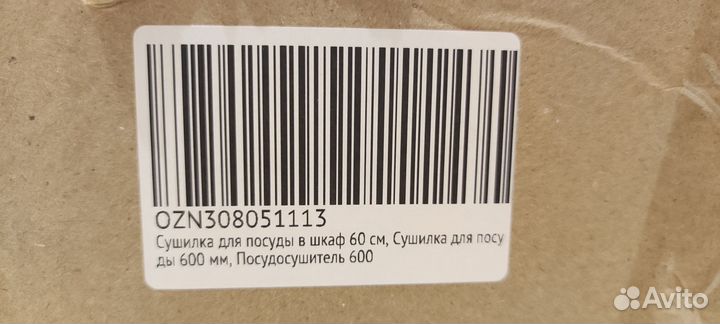 OZN308051113
Сушилка для посуды в шкаф 60 см, Сушилка для посу
ды 600 мм, Посудосушитель 600
Avito